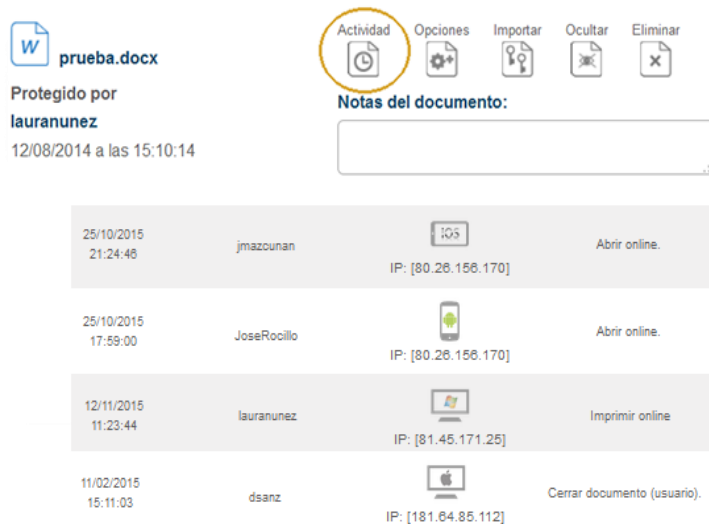 Actividad Opciones Importar Ocultar Eliminar
W prueba.docx
Protegido por
lauranunez
12/08/2014 a las 15:10:14
Notas del documento:
25/10/2015
21:24:46
jmazcunan
iOS
IP: [80.26.156.170]
Abrir online.
25/10/2015
17:59:00
JoseRocillo
IP: [80.26.156.170]
Abrir online.
12/11/2015
11:23:44
lauranunez
IP: [81.45.171.25]
Imprimir online
11/02/2015
15:11:03
dsanz
IP: [181.64.85.112]
Cerrar documento (usuario).